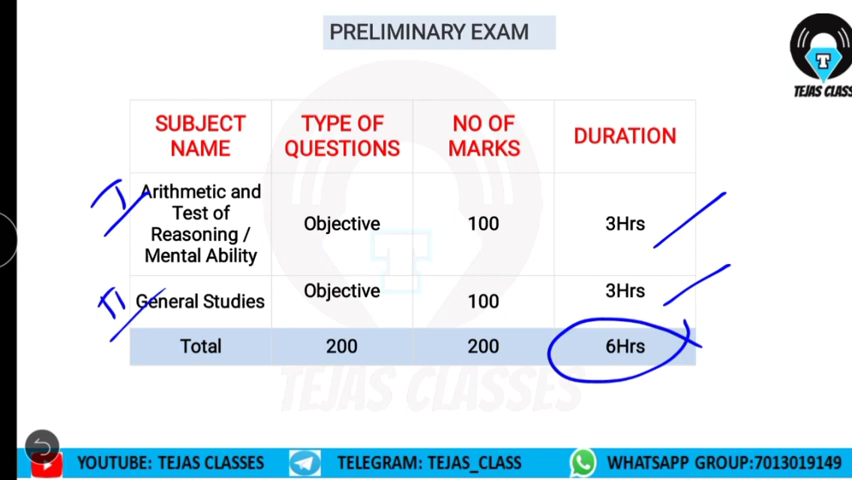 PRELIMINARY EXAM
T
TEJAS CLASS
SUBJECT NAME
TYPE OF QUESTIONS
NO OF MARKS
DURATION
I
Arithmetic and
Test of
Reasoning /
Mental Ability
Objective
100
3Hrs
II
General Studies
Objective
100
3Hrs
Total
200
200
6Hrs
T
TEJAS CLASSES
YOUTUBE: TEJAS CLASSES
TELEGRAM: TEJAS_CLASS
WHATSAPP GROUP:7013019149